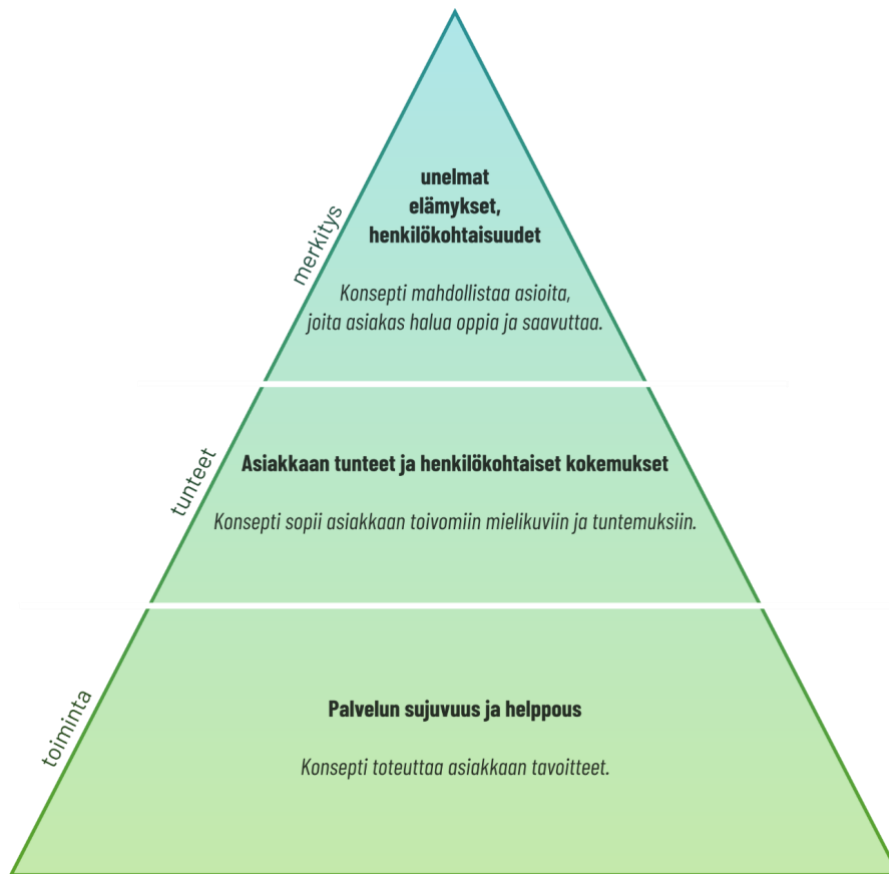 unelmat
elämykset,
henkilökohtaisuudet
merkitys
Konsepti mahdollistaa asioita,
joita asiakas halua oppia ja saavuttaa.
Asiakkaan tunteet ja henkilökohtaiset kokemukset
tunteet
Konsepti sopii asiakkaan toivomiin mielikuviin ja tuntemuksiin.
Palvelun sujuvuus ja helppous
toiminta
Konsepti toteuttaa asiakkaan tavoitteet.